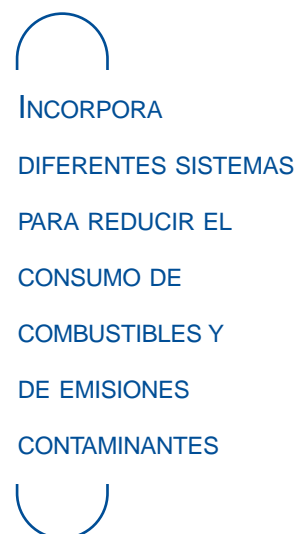 INCORPORA
DIFERENTES SISTEMAS
PARA REDUCIR EL
CONSUMO DE
COMBUSTIBLES Y
DE EMISIONES
CONTAMINANTES